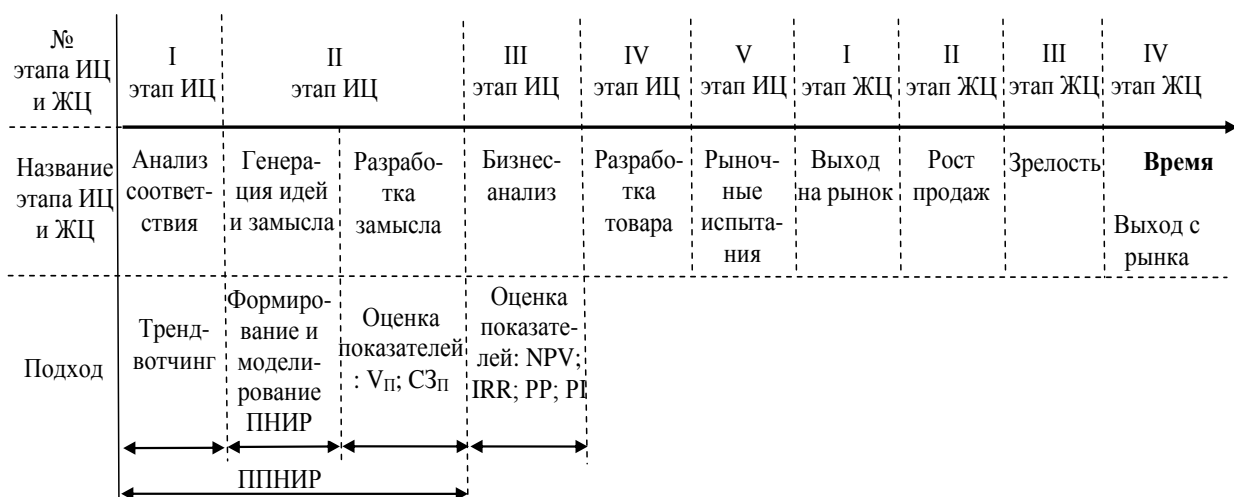 №
этапа ИЦ
и ЖЦ
I
этап ИЦ
II
этап ИЦ
III
этап ИЦ
IV
этап ИЦ
V
этап ИЦ
I
этап ЖЦ
II
этап ЖЦ
III
этап ЖЦ
IV
этап ЖЦ
Название
этапа ИЦ
и ЖЦ
Анализ
соответ-
ствия
Генера-
ция идей
и замысла
Разрабо-
тка
замысла
Бизнес-
анализ
Разрабо-
тка
товара
Рыноч-
ные
испыта-
ния
Выход
на рынок
Рост
продаж
Зрелость
Время
Выход с
рынка
Подход
Тренд-
вотчинг
Формиро-
вание и
модели-
рование
ПНИР
Оценка
показателей
: VП; СЗП
Оценка
показате-
лей: NPV;
IRR; PP; PI
ППНИР